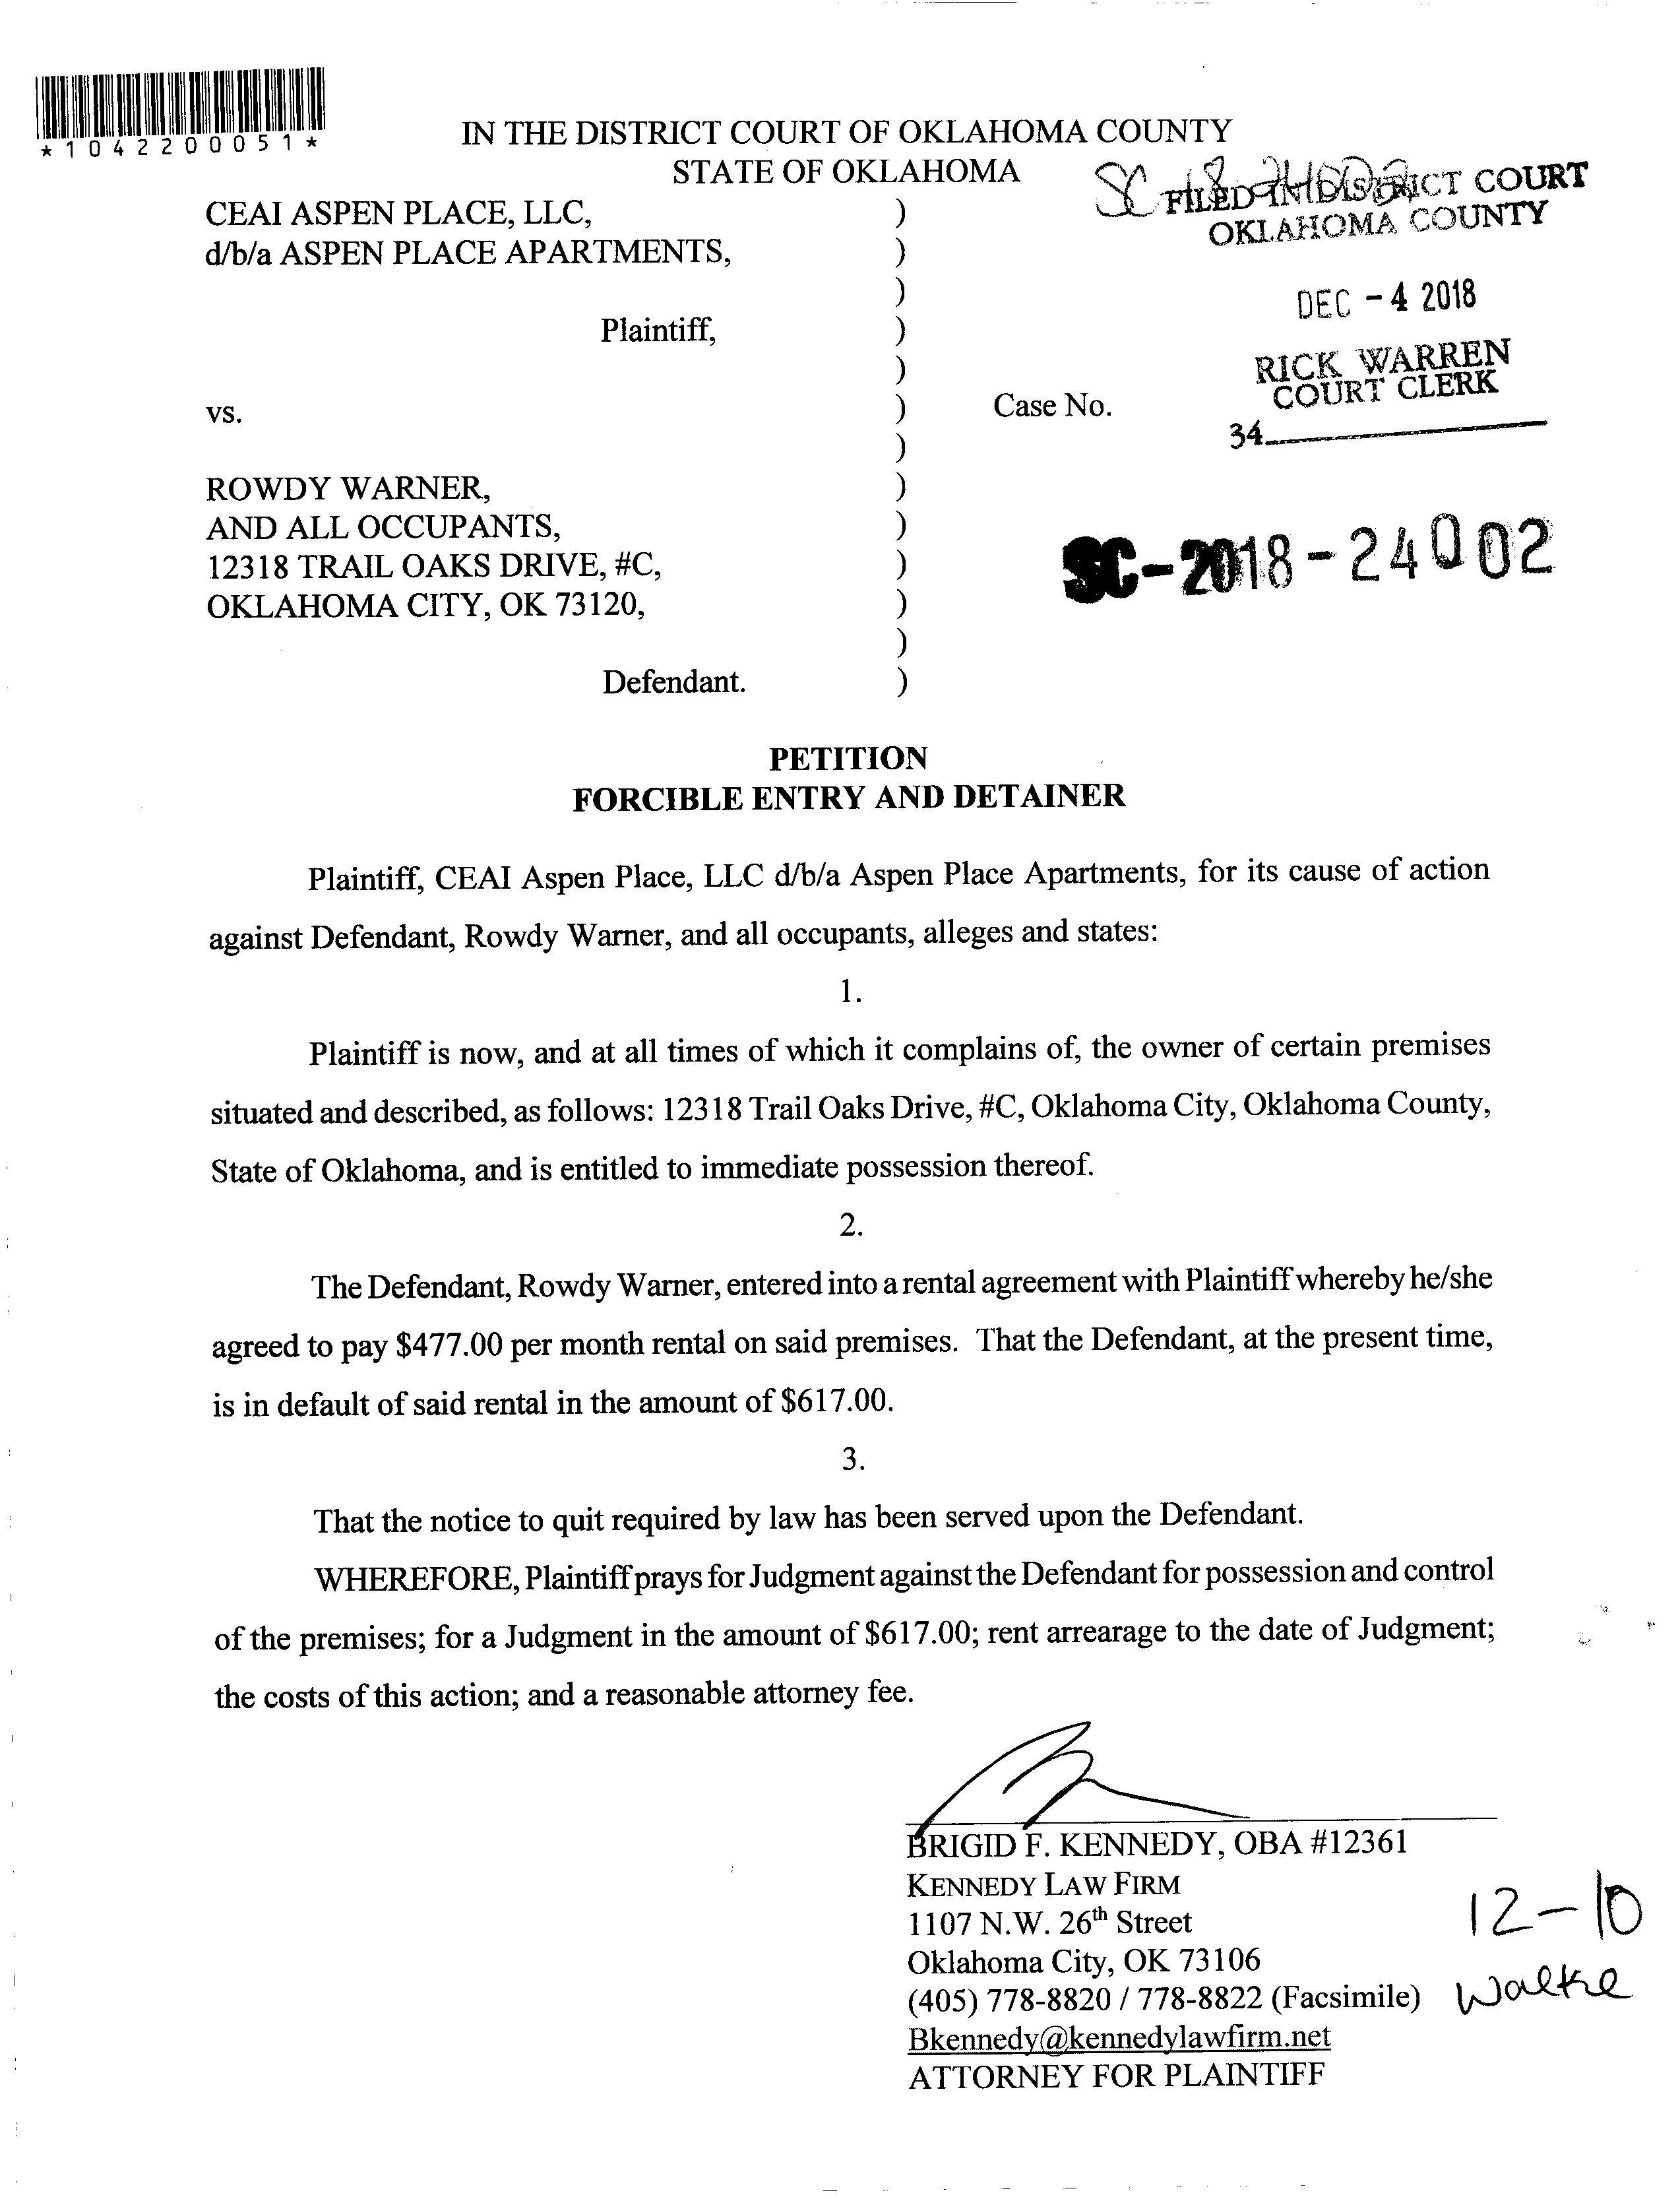 *1042200051*
IN THE DISTRICT COURT OF OKLAHOMA COUNTY
STATE OF OKLAHOMA
SC
FILED IN DISTRICT COURT
OKLAHOMA COUNTY
DEC - 4 2018
RICK WARREN
COURT CLERK
34
CEAI ASPEN PLACE, LLC, )
d/b/a ASPEN PLACE APARTMENTS, )
)
Plaintiff, )
)
vs. ) Case No.
)
ROWDY WARNER, )
AND ALL OCCUPANTS, )
12318 TRAIL OAKS DRIVE, #C, )
OKLAHOMA CITY, OK 73120, )
)
Defendant. )
SC-2018-24002
PETITION
FORCIBLE ENTRY AND DETAINER
Plaintiff, CEAI Aspen Place, LLC d/b/a Aspen Place Apartments, for its cause of action
against Defendant, Rowdy Warner, and all occupants, alleges and states:
1.
Plaintiff is now, and at all times of which it complains of, the owner of certain premises
situated and described, as follows: 12318 Trail Oaks Drive, #C, Oklahoma City, Oklahoma County,
State of Oklahoma, and is entitled to immediate possession thereof.
2.
The Defendant, Rowdy Warner, entered into a rental agreement with Plaintiff whereby he/she
agreed to pay $477.00 per month rental on said premises. That the Defendant, at the present time,
is in default of said rental in the amount of $617.00.
3.
That the notice to quit required by law has been served upon the Defendant.
WHEREFORE, Plaintiff prays for Judgment against the Defendant for possession and control
of the premises; for a Judgment in the amount of $617.00; rent arrearage to the date of Judgment;
the costs of this action; and a reasonable attorney fee.
BRIGID F. KENNEDY, OBA #12361
KENNEDY LAW FIRM
1107 N.W. 26th Street
Oklahoma City, OK 73106
(405) 778-8820 / 778-8822 (Facsimile)
Bkennedy@kennedylawfirm.net
ATTORNEY FOR PLAINTIFF
12-10
Walke